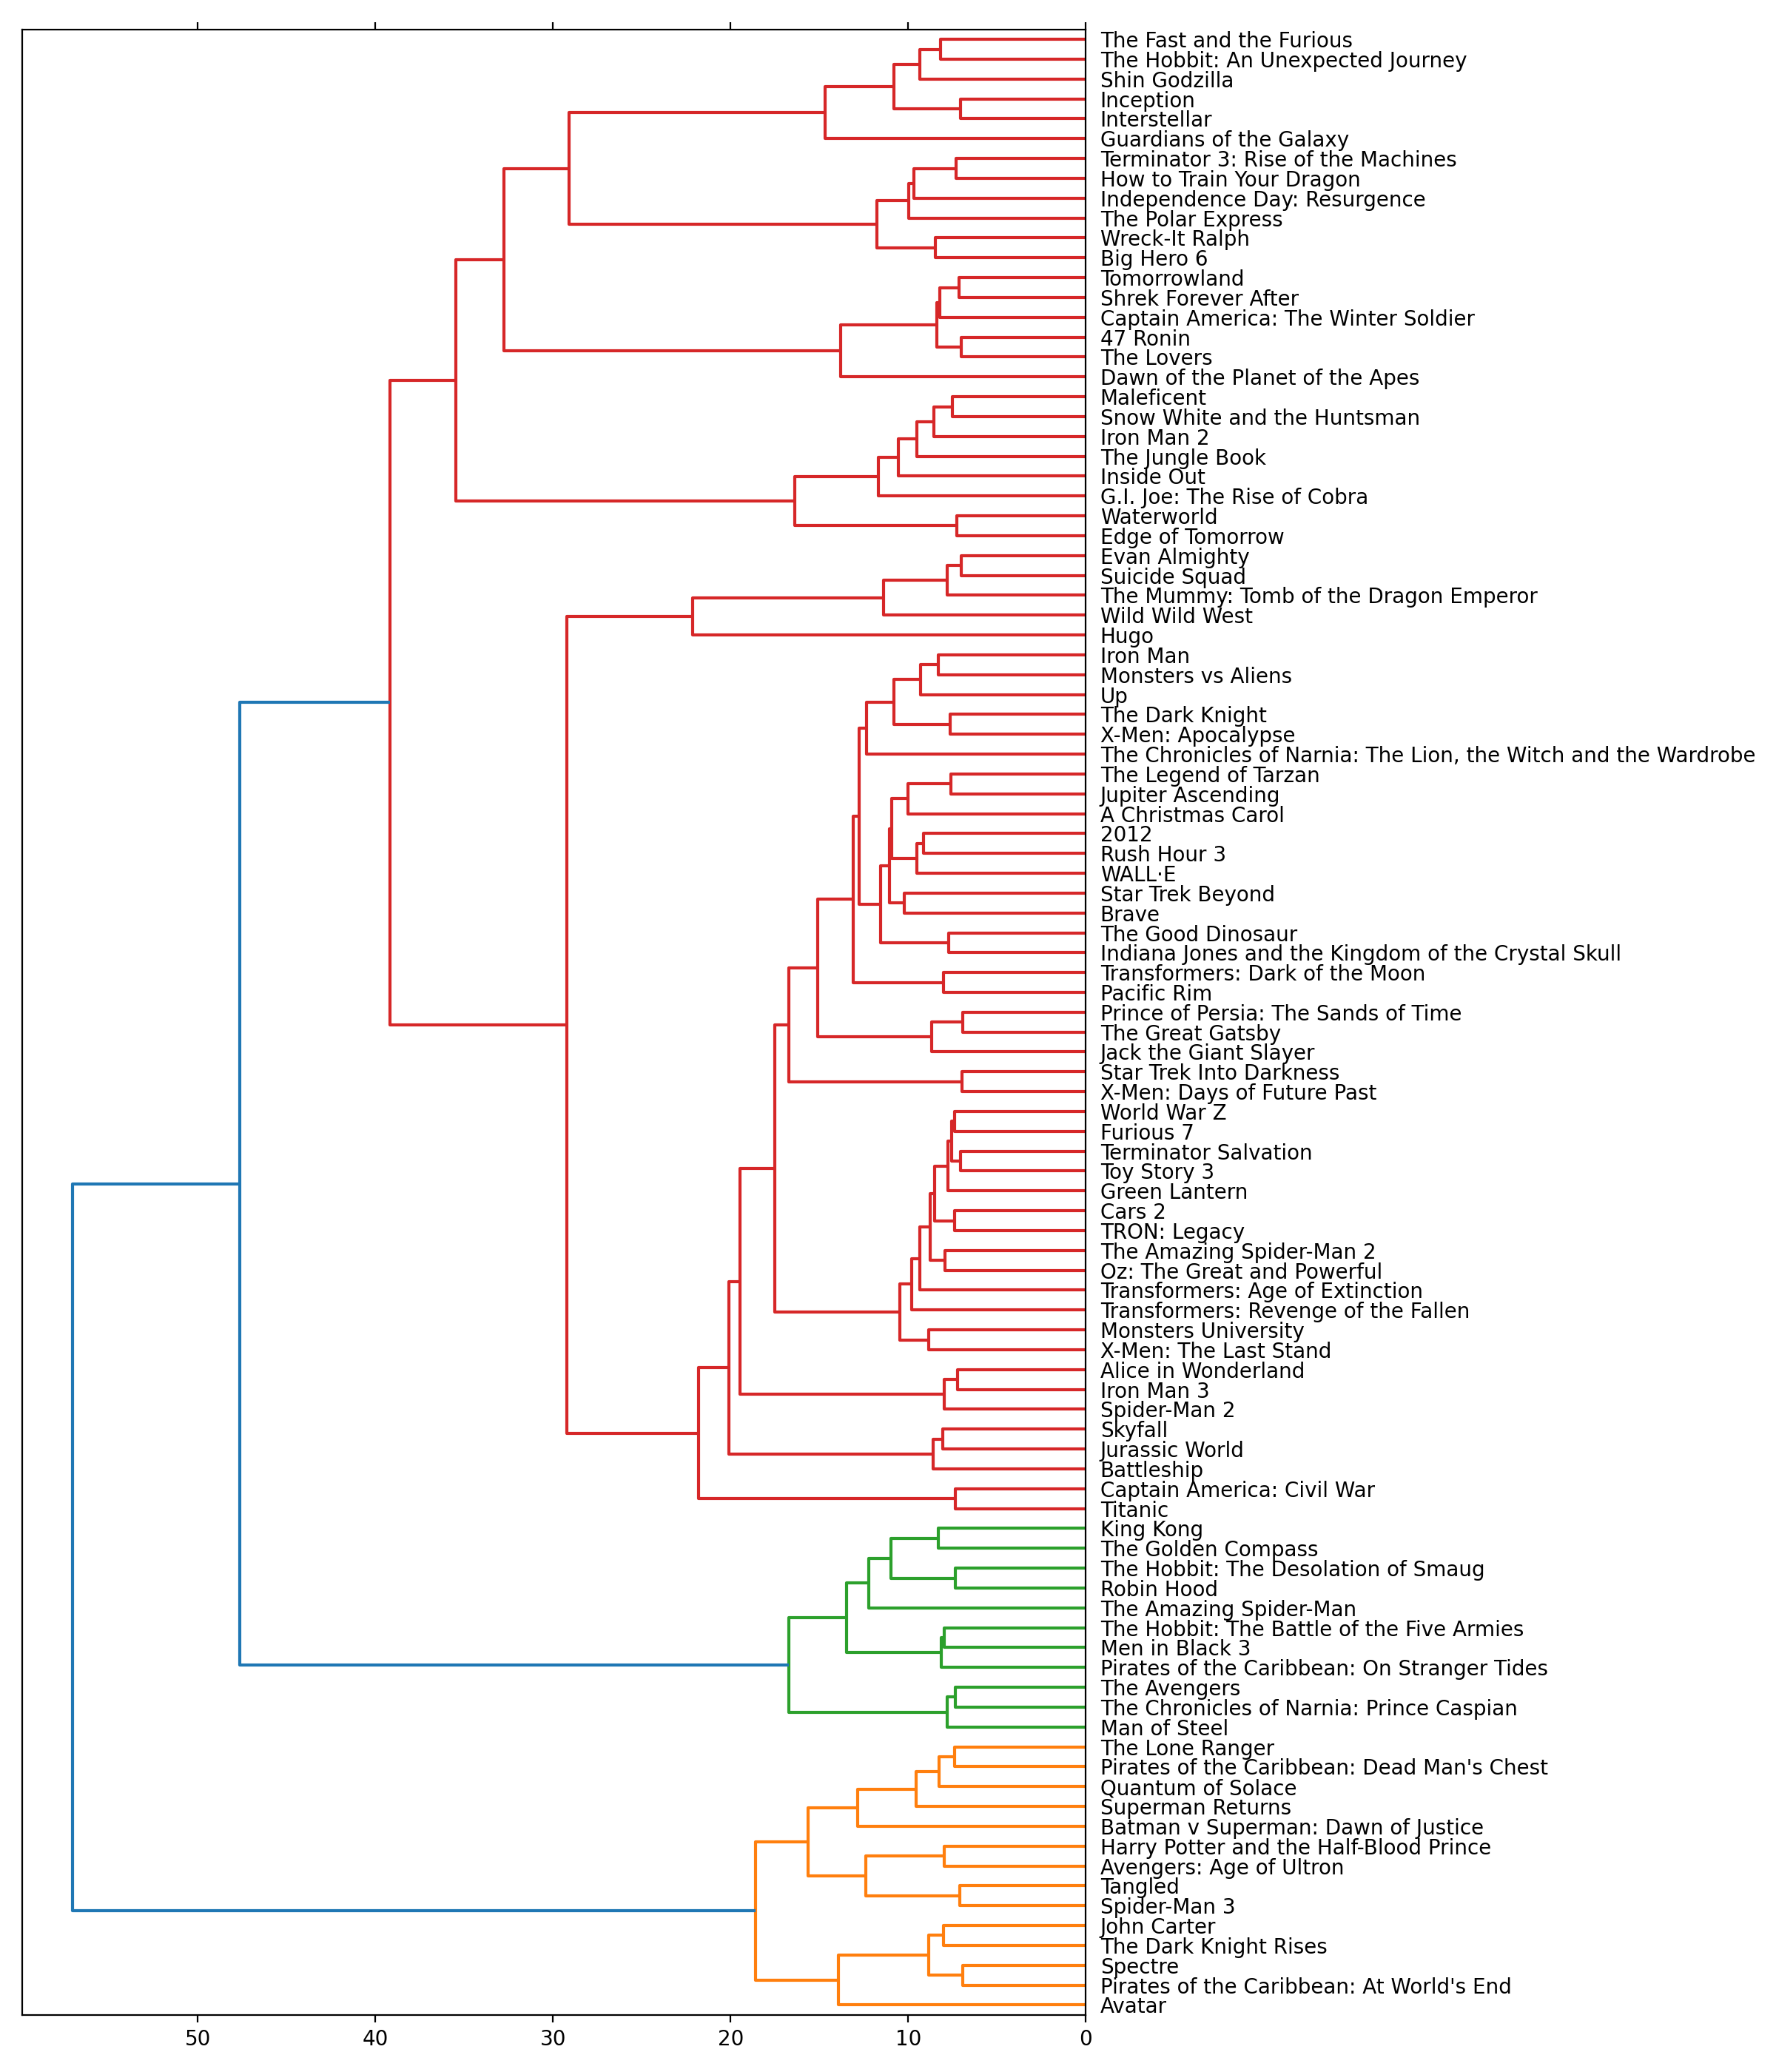 The Fast and the Furious
The Hobbit: An Unexpected Journey
Shin Godzilla
Inception
Interstellar
Guardians of the Galaxy
Terminator 3: Rise of the Machines
How to Train Your Dragon
Independence Day: Resurgence
The Polar Express
Wreck-It Ralph
Big Hero 6
Tomorrowland
Shrek Forever After
Captain America: The Winter Soldier
47 Ronin
The Lovers
Dawn of the Planet of the Apes
Maleficent
Snow White and the Huntsman
Iron Man 2
The Jungle Book
Inside Out
G.I. Joe: The Rise of Cobra
Waterworld
Edge of Tomorrow
Evan Almighty
Suicide Squad
The Mummy: Tomb of the Dragon Emperor
Wild Wild West
Hugo
Iron Man
Monsters vs Aliens
Up
The Dark Knight
X-Men: Apocalypse
The Chronicles of Narnia: The Lion, the Witch and the Wardrobe
The Legend of Tarzan
Jupiter Ascending
A Christmas Carol
2012
Rush Hour 3
WALL·E
Star Trek Beyond
Brave
The Good Dinosaur
Indiana Jones and the Kingdom of the Crystal Skull
Transformers: Dark of the Moon
Pacific Rim
Prince of Persia: The Sands of Time
The Great Gatsby
Jack the Giant Slayer
Star Trek Into Darkness
X-Men: Days of Future Past
World War Z
Furious 7
Terminator Salvation
Toy Story 3
Green Lantern
Cars 2
TRON: Legacy
The Amazing Spider-Man 2
Oz: The Great and Powerful
Transformers: Age of Extinction
Transformers: Revenge of the Fallen
Monsters University
X-Men: The Last Stand
Alice in Wonderland
Iron Man 3
Spider-Man 2
Skyfall
Jurassic World
Battleship
Captain America: Civil War
Titanic
King Kong
The Golden Compass
The Hobbit: The Desolation of Smaug
Robin Hood
The Amazing Spider-Man
The Hobbit: The Battle of the Five Armies
Men in Black 3
Pirates of the Caribbean: On Stranger Tides
The Avengers
The Chronicles of Narnia: Prince Caspian
Man of Steel
The Lone Ranger
Pirates of the Caribbean: Dead Man's Chest
Quantum of Solace
Superman Returns
Batman v Superman: Dawn of Justice
Harry Potter and the Half-Blood Prince
Avengers: Age of Ultron
Tangled
Spider-Man 3
John Carter
The Dark Knight Rises
Spectre
Pirates of the Caribbean: At World's End
Avatar
50 40 30 20 10 0